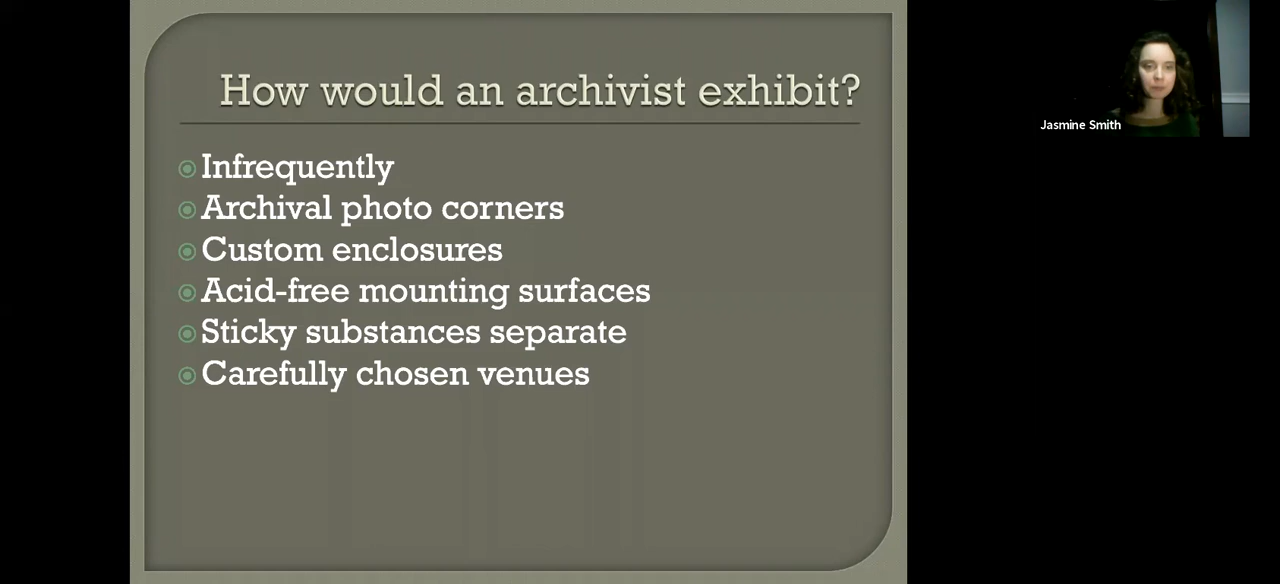 How would an archivist exhibit?
Infrequently
Archival photo corners
Custom enclosures
Acid-free mounting surfaces
Sticky substances separate
Carefully chosen venues
Jasmine Smith